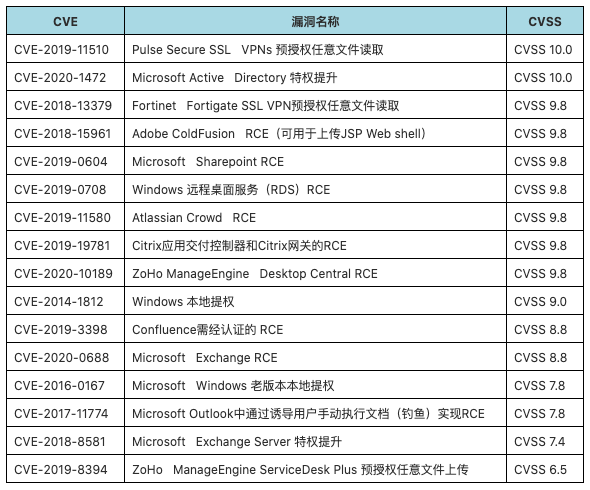 CVE 漏洞名称 CVSS
CVE-2019-11510 Pulse Secure SSL VPNs 预授权任意文件读取 CVSS 10.0
CVE-2020-1472 Microsoft Active Directory 特权提升 CVSS 10.0
CVE-2018-13379 Fortinet Fortigate SSL VPN预授权任意文件读取 CVSS 9.8
CVE-2018-15961 Adobe ColdFusion RCE（可用于上传JSP Web shell） CVSS 9.8
CVE-2019-0604 Microsoft Sharepoint RCE CVSS 9.8
CVE-2019-0708 Windows 远程桌面服务（RDS）RCE CVSS 9.8
CVE-2019-11580 Atlassian Crowd RCE CVSS 9.8
CVE-2019-19781 Citrix应用交付控制器和Citrix网关的RCE CVSS 9.8
CVE-2020-10189 ZoHo ManageEngine Desktop Central RCE CVSS 9.8
CVE-2014-1812 Windows 本地提权 CVSS 9.0
CVE-2019-3398 Confluence需经认证的 RCE CVSS 8.8
CVE-2020-0688 Microsoft Exchange RCE CVSS 8.8
CVE-2016-0167 Microsoft Windows 老版本本地提权 CVSS 7.8
CVE-2017-11774 Microsoft Outlook中通过诱导用户手动执行文档（钓鱼）实现RCE CVSS 7.8
CVE-2018-8581 Microsoft Exchange Server 特权提升 CVSS 7.4
CVE-2019-8394 ZoHo ManageEngine ServiceDesk Plus 预授权任意文件上传 CVSS 6.5